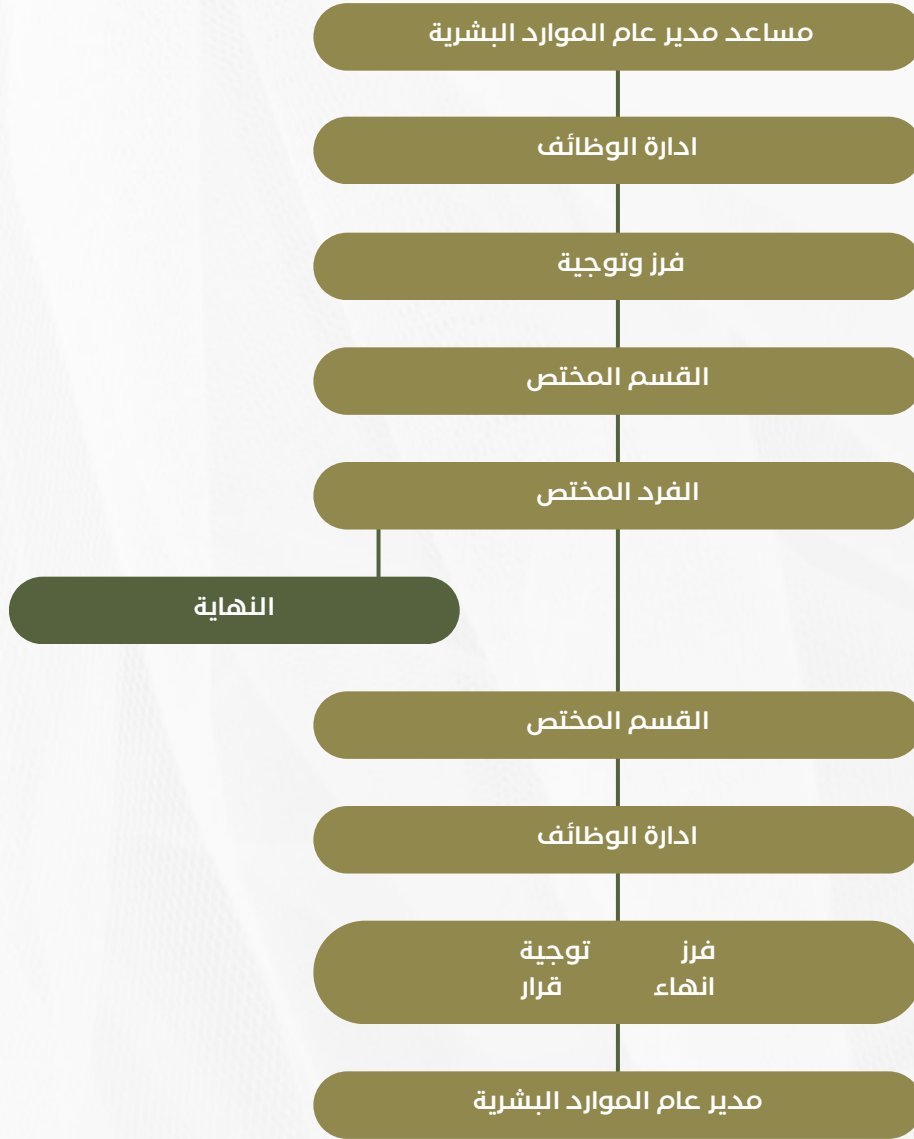 مساعد مدير عام الموارد البشرية
ادارة الوظائف
فرز وتوجية
القسم المختص
الفرد المختص
النهاية
القسم المختص
ادارة الوظائف
فرز توجية
انهاء قرار
مدير عام الموارد البشرية